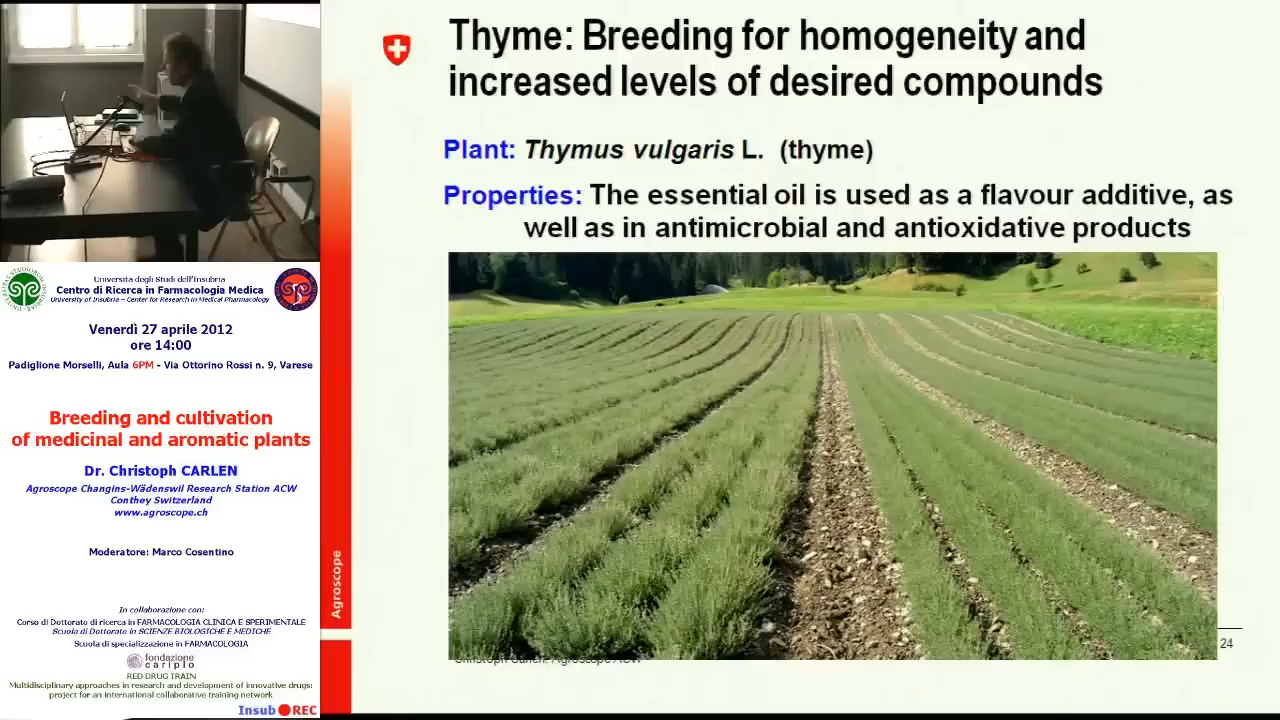 Thyme: Breeding for homogeneity and
increased levels of desired compounds
Plant: Thymus vulgaris L. (thyme)
Properties: The essential oil is used as a flavour additive, as
well as in antimicrobial and antioxidative products
Agroscope
24
Christoph Carlen, Agroscope ACW
Università degli Studi dell'Insubria
Centro di Ricerca in Farmacologia Medica
University of Insubria – Center for Research in Medical Pharmacology
Venerdì 27 aprile 2012
ore 14:00
Padiglione Morselli, Aula 6PM - Via Ottorino Rossi n. 9, Varese
Breeding and cultivation
of medicinal and aromatic plants
Dr. Christoph CARLEN
Agroscope Changins-Wädenswil Research Station ACW
Conthey Switzerland
www.agroscope.ch
Moderatore: Marco Cosentino
In collaborazione con:
Corso di Dottorato di ricerca in FARMACOLOGIA CLINICA E SPERIMENTALE
Scuola di Dottorato in SCIENZE BIOLOGICHE E MEDICHE
Scuola di specializzazione in FARMACOLOGIA
fondazione
cariplo
RED DRUG TRAIN
Multidisciplinary approaches in research and development of innovative drugs:
project for an international collaborative training network
Insub REC